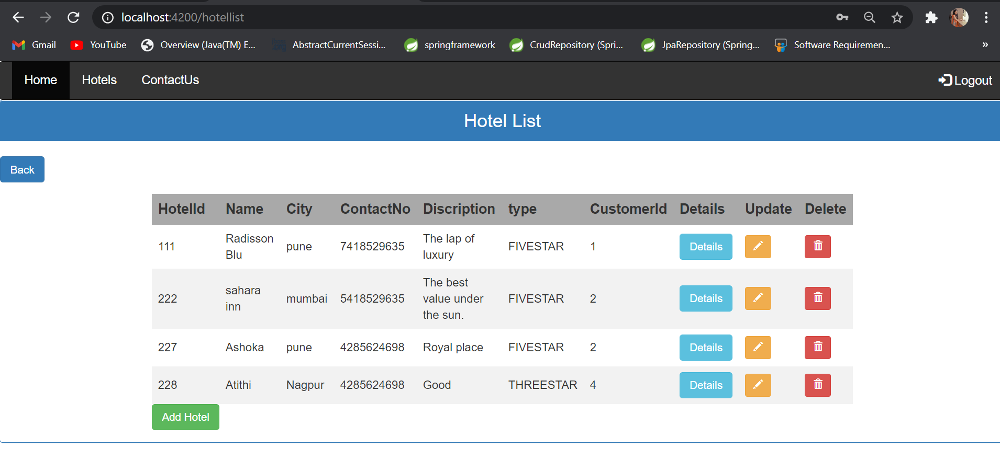 localhost:4200/hotellist
Gmail YouTube Overview (Java(TM) E... AbstractCurrentSessi... springframework CrudRepository (Spri... JpaRepository (Spring... Software Requiremen... »
Home Hotels ContactUs Logout
Hotel List
Back
HotelId Name City ContactNo Discription type CustomerId Details Update Delete
111 Radisson Blu pune 7418529635 The lap of luxury FIVESTAR 1 Details
222 sahara inn mumbai 5418529635 The best value under the sun. FIVESTAR 2 Details
227 Ashoka pune 4285624698 Royal place FIVESTAR 2 Details
228 Atithi Nagpur 4285624698 Good THREESTAR 4 Details
Add Hotel